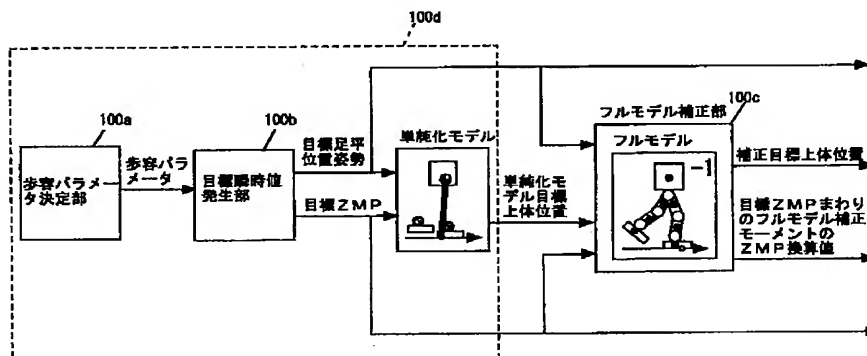 100d
100a
歩容パラメー
タ決定部
歩容パラ
メータ
100b
目標瞬時値
発生部
目標足平
位置姿勢
目標ZMP
単純化モデル
単純化モ
デル目標
上体位置
フルモデル補正部
100c
フルモデル
-1
補正目標上体位置
目標ZMPまわり
のフルモデル補正
モーメントの
ZMP換算値